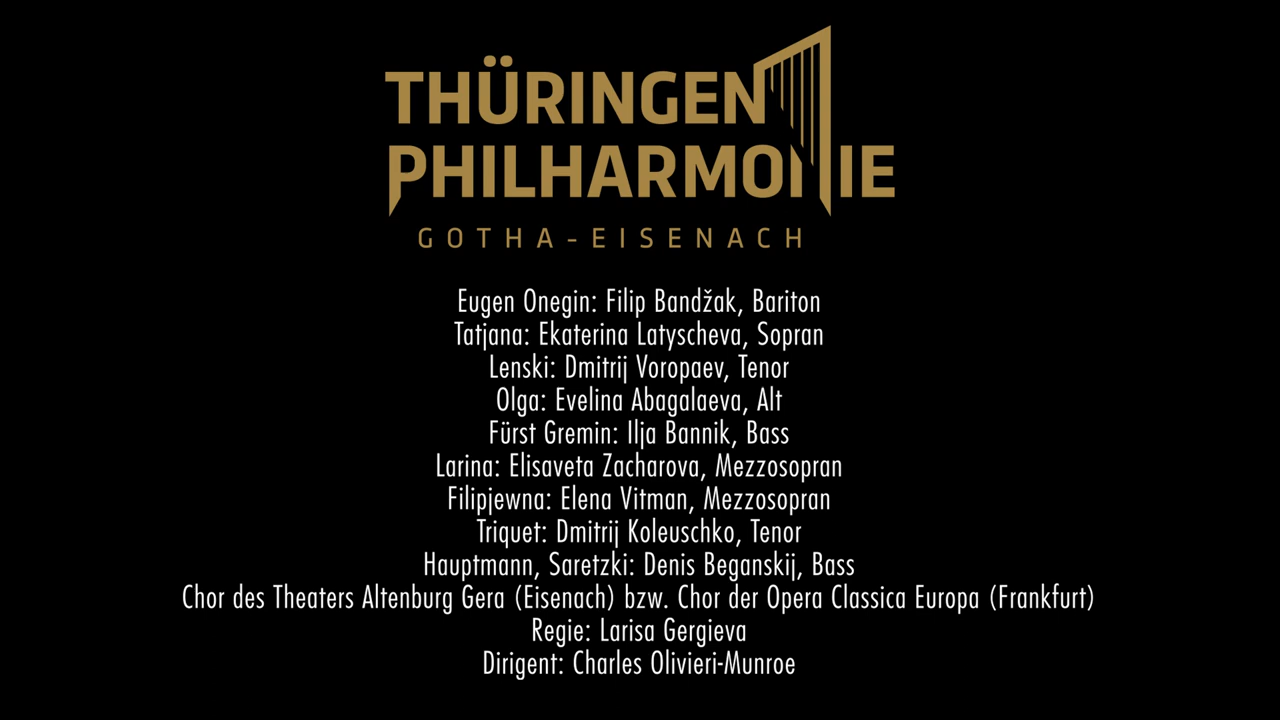 THÜRINGEN
PHILHARMONIE
GOTHA-EISENACH
Eugen Onegin: Filip Bandžak, Bariton
Tatjana: Ekaterina Latyscheva, Sopran
Lenski: Dmitrij Voropaev, Tenor
Olga: Evelina Abagalaeva, Alt
Fürst Gremin: Ilja Bannik, Bass
Larina: Elisaveta Zacharova, Mezzosopran
Filipjewna: Elena Vitman, Mezzosopran
Triquet: Dmitrij Koleuschko, Tenor
Hauptmann, Saretzki: Denis Beganskij, Bass
Chor des Theaters Altenburg Gera (Eisenach) bzw. Chor der Opera Classica Europa (Frankfurt)
Regie: Larisa Gergieva
Dirigent: Charles Olivieri-Munroe